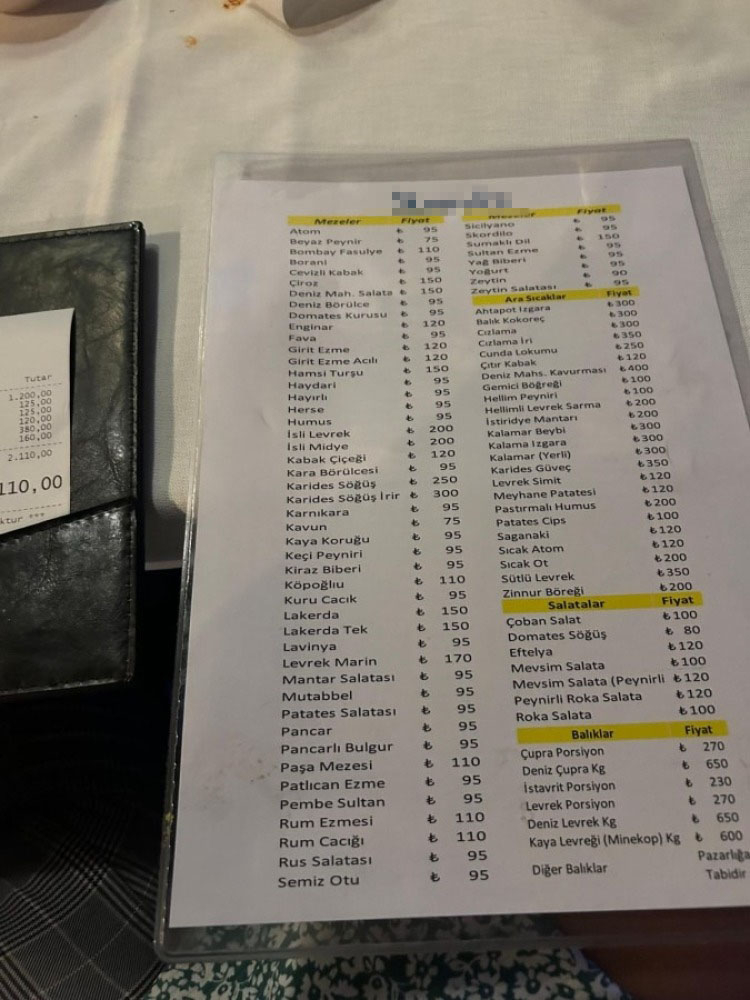 Tutar
1.200,00
125,00
125,00
120,00
380,00
160,00
2.110,00
110,00
ktur ***
Mezeler Fiyat
Atom ₺ 95
Beyaz Peynir ₺ 75
Bombay Fasulye ₺ 110
Borani ₺ 95
Cevizli Kabak ₺ 95
Çiroz ₺ 150
Deniz Mah. Salata ₺ 150
Deniz Börülce ₺ 95
Domates Kurusu ₺ 95
Enginar ₺ 120
Fava ₺ 95
Girit Ezme ₺ 120
Girit Ezme Acılı ₺ 120
Hamsi Turşu ₺ 150
Haydari ₺ 95
Hayırlı ₺ 95
Herse ₺ 95
Humus ₺ 95
İsli Levrek ₺ 200
İsli Midye ₺ 200
Kabak Çiçeği ₺ 120
Kara Börülcesi ₺ 95
Karides Söğüş ₺ 250
Karides Söğüş İrir ₺ 300
Karnıkara ₺ 95
Kavun ₺ 75
Kaya Koruğu ₺ 95
Keçi Peyniri ₺ 95
Kiraz Biberi ₺ 95
Köpoğlıu ₺ 110
Kuru Cacık ₺ 95
Lakerda ₺ 150
Lakerda Tek ₺ 150
Lavinya ₺ 95
Levrek Marin ₺ 170
Mantar Salatası ₺ 95
Mutabbel ₺ 95
Patates Salatası ₺ 95
Pancar ₺ 95
Pancarlı Bulgur ₺ 95
Paşa Mezesi ₺ 110
Patlıcan Ezme ₺ 95
Pembe Sultan ₺ 95
Rum Ezmesi ₺ 110
Rum Cacığı ₺ 110
Rus Salatası ₺ 95
Semiz Otu ₺ 95
Mezeler Fiyat
Sicilyano ₺ 95
Skordilo ₺ 95
Sumaklı Dil ₺ 150
Sultan Ezme ₺ 95
Yağ Biberi ₺ 95
Yoğurt ₺ 95
Zeytin ₺ 90
Zeytin Salatası ₺ 95
Ara Sıcaklar Fiyat
Ahtapot Izgara ₺300
Balık Kokoreç ₺300
Cızlama ₺300
Cızlama İri ₺350
Cunda Lokumu ₺250
Çıtır Kabak ₺120
Deniz Mahs. Kavurması ₺400
Gemici Böğreği ₺100
Hellim Peyniri ₺100
Hellimli Levrek Sarma ₺200
İstiridye Mantarı ₺200
Kalamar Beybi ₺300
Kalama Izgara ₺300
Kalamar (Yerli) ₺300
Karides Güveç ₺350
Levrek Simit ₺120
Meyhane Patatesi ₺120
Pastırmalı Humus ₺200
Patates Cips ₺100
Saganaki ₺120
Sıcak Atom ₺120
Sıcak Ot ₺200
Sütlü Levrek ₺350
Zinnur Böreği ₺200
Salatalar Fiyat
Çoban Salat ₺100
Domates Söğüş ₺ 80
Eftelya ₺120
Mevsim Salata ₺100
Mevsim Salata (Peynirli ₺120
Peynirli Roka Salata ₺120
Roka Salata ₺100
Balıklar Fiyat
Çupra Porsiyon ₺ 270
Deniz Çupra Kg ₺ 650
İstavrit Porsiyon ₺ 230
Levrek Porsiyon ₺ 270
Deniz Levrek Kg ₺ 650
Kaya Levreği (Minekop) Kg ₺ 600
Diğer Balıklar Pazarlığa
Tabidir